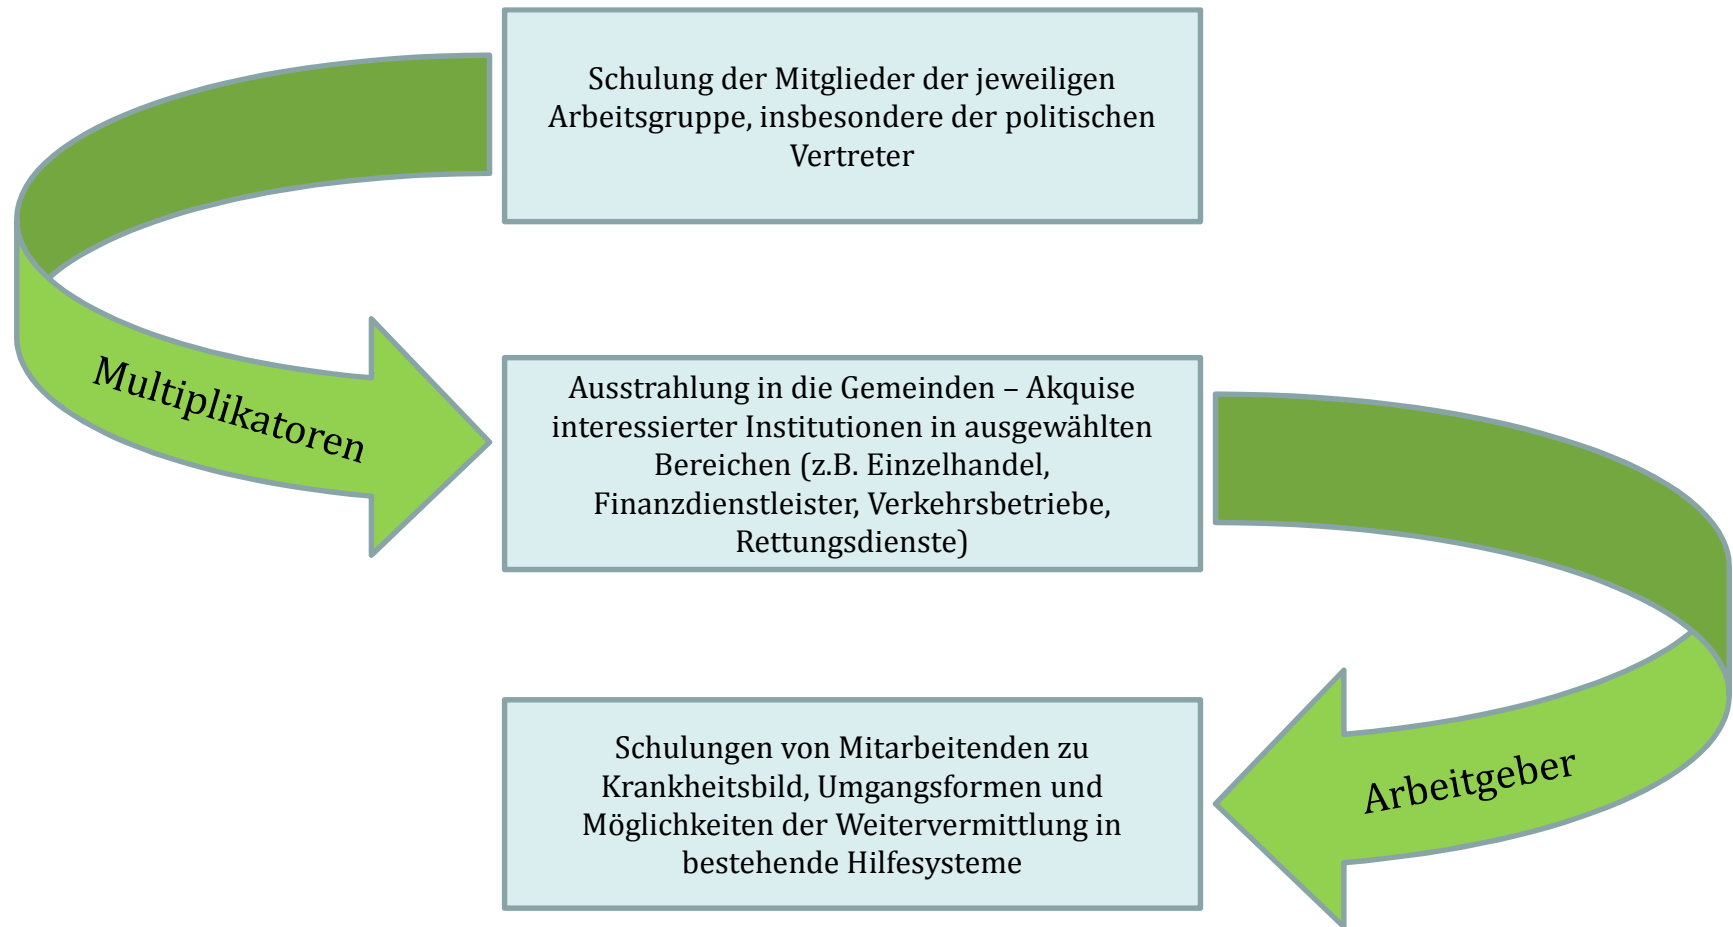 Schulung der Mitglieder der jeweiligen
Arbeitsgruppe, insbesondere der politischen
Vertreter
Multiplikatoren
Ausstrahlung in die Gemeinden – Akquise
interessierter Institutionen in ausgewählten
Bereichen (z.B. Einzelhandel,
Finanzdienstleister, Verkehrsbetriebe,
Rettungsdienste)
Arbeitgeber
Schulungen von Mitarbeitenden zu
Krankheitsbild, Umgangsformen und
Möglichkeiten der Weitervermittlung in
bestehende Hilfesysteme